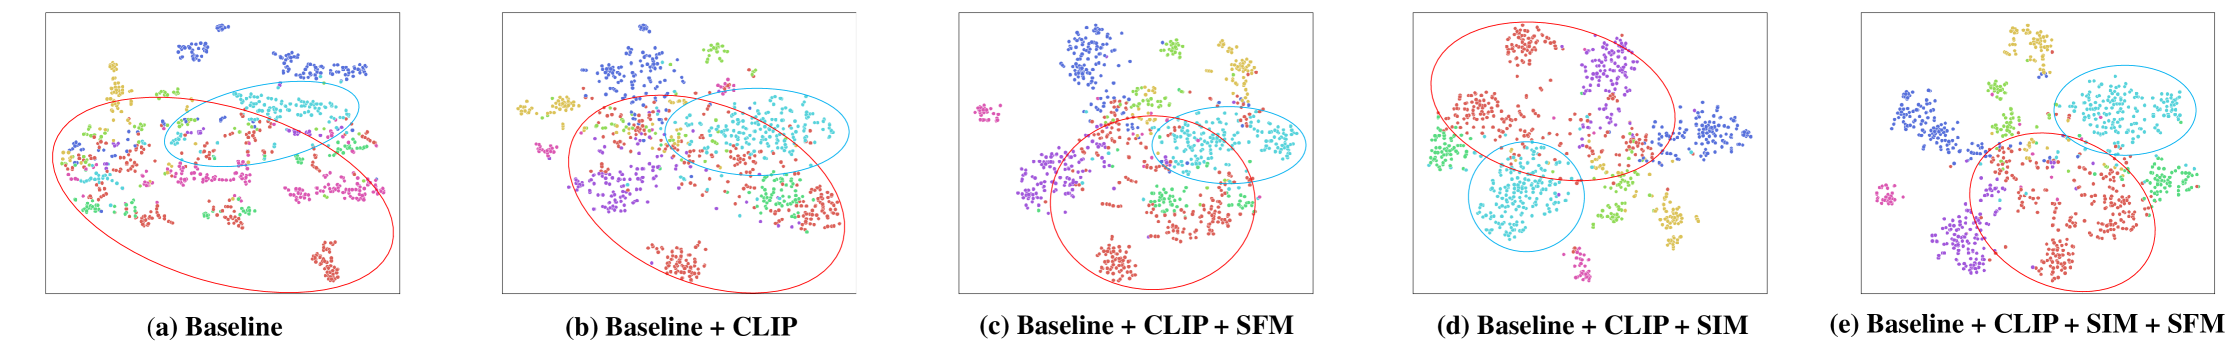 (a) Baseline
(b) Baseline + CLIP
(c) Baseline + CLIP + SFM
(d) Baseline + CLIP + SIM
(e) Baseline + CLIP + SIM + SFM